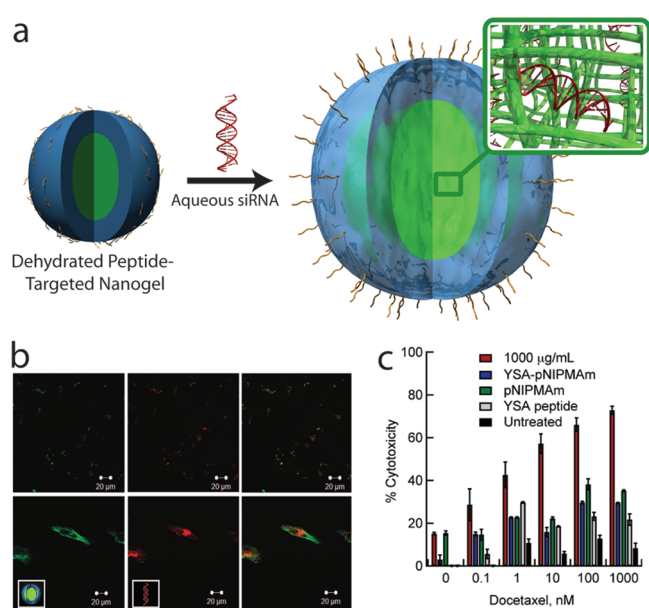 a
Aqueous siRNA
Dehydrated Peptide-
Targeted Nanogel
b
20 μm
20 μm
20 μm
20 μm
20 μm
20 μm
c
100
80
60
40
20
0
% Cytotoxicity
1000 μg/mL
YSA-pNIPMAm
pNIPMAm
YSA peptide
Untreated
0
0.1
1
10
100
1000
Docetaxel, nM